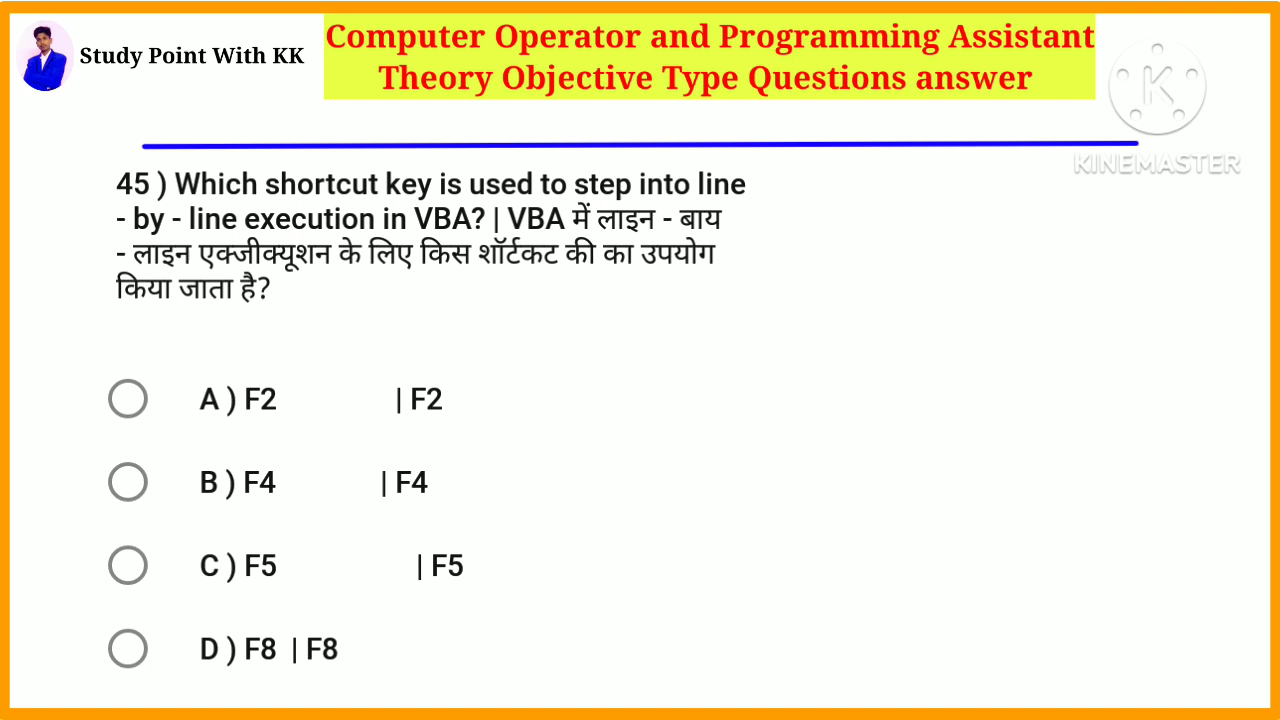 Study Point With KK
Computer Operator and Programming Assistant
Theory Objective Type Questions answer
KINEMASTER
45 ) Which shortcut key is used to step into line
- by - line execution in VBA? | VBA में लाइन - बाय
- लाइन एक्जीक्यूशन के लिए किस शॉर्टकट की का उपयोग
किया जाता है?
A ) F2 | F2
B ) F4 | F4
C ) F5 | F5
D ) F8 | F8